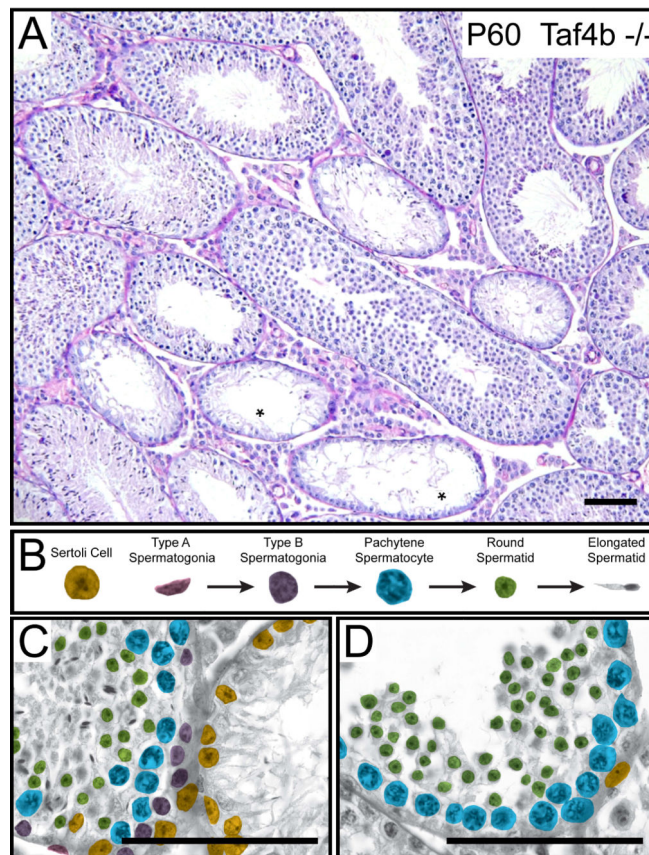 A
P60 Taf4b -/-
*
*
B
Sertoli Cell
Type A
Spermatogonia
Type B
Spermatogonia
Pachytene
Spermatocyte
Round
Spermatid
Elongated
Spermatid
C
D